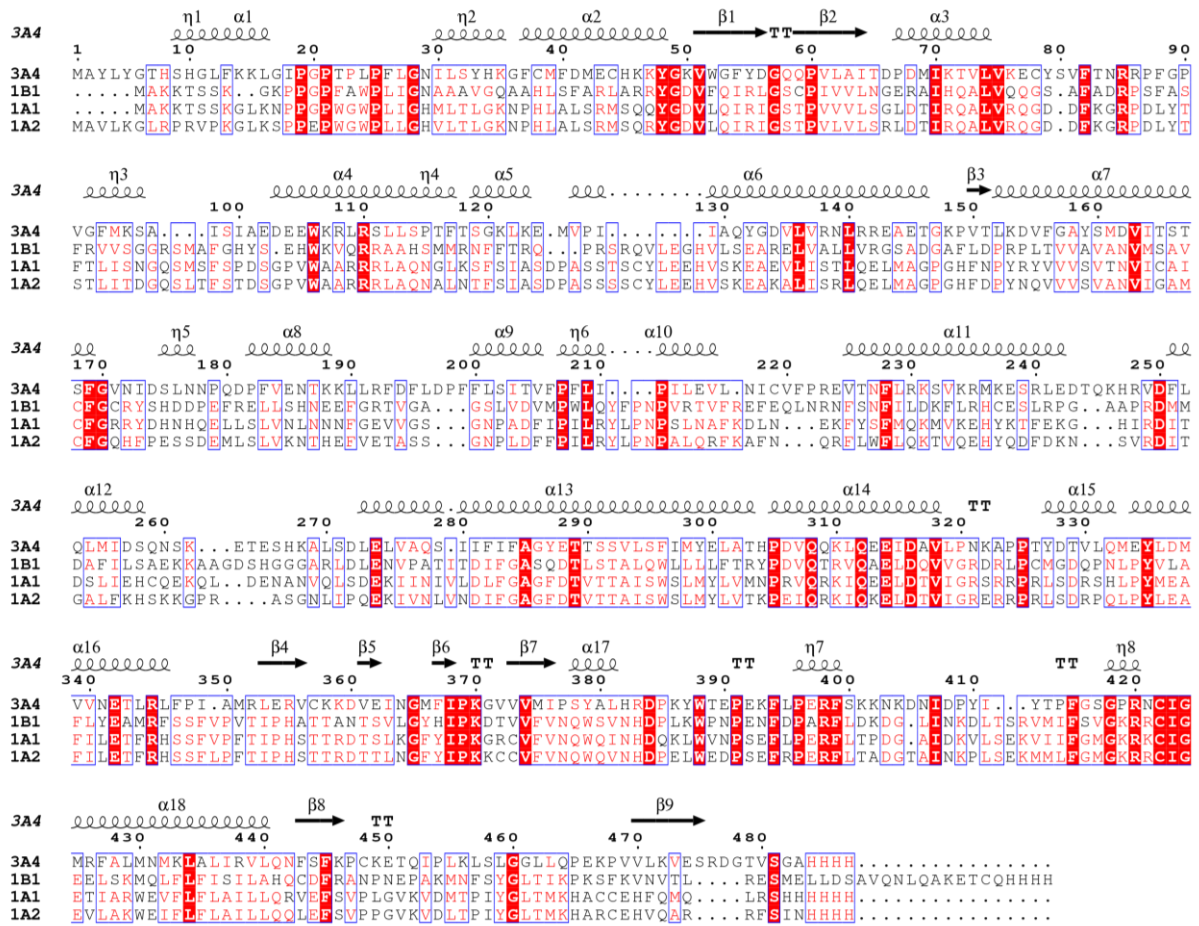 η1 α1 η2 α2 β1 β2 α3
3A4 TT
1 10 20 30 40 50 60 70 80 90
3A4 MAYLYGTHSHGLFKKLGIPGPTPLPFLGNILSYHKGFCMFDMECHKKYGKVWGFYDGQQPVLAITDPDMIKTVLVKECYSVFTNRRPFGP
1B1 .....MAKKTSSK..GKPPGPFAWPLIGNAAAVGQAAHLSFARLARRYGDVFQIRLGSCPIVVLNGERAIHQALVQQGS.AFADRPSFAS
1A1 .....MAKKTSSKGLKNPPGPWGWPLIGHMLTLGKNPHLALSRMSQQYGDVLQIRIGSTPVVVLSGLDTIRQALVRQGD.DFKGRPDLYT
1A2 MAVLKGLRPRVPKGLKSPPEPWGWPLLGHVLTLGKNPHLALSRMSQRYGDVLQIRIGSTPVLVLSRLDTIRQALVRQGD.DFKGRPDLYT
η3 α4 η4 α5 α6 β3 α7
3A4
100 110 120 130 140 150 160
3A4 VGFMKSA....ISIAEDEEWKRLRSLLSPTFTSGKLKE.MVPI........IAQYGDVLVRNLRREAETGKPVTLKDVFGAYSMDVITST
1B1 FRVVSGGRSMAFGHYS.EHWKVQRRAAHSMMRNFFTRQ..PRSRQVLEGHVLSEARELVALLVRGSADGAFLDPRPLTVVAVANVMSAV
1A1 FTLISNGQSMSFSPDSGPVWAARRRLAQNGLKSFSIASDPASSTSCYLEEHVSKEAEVLISTLQELMAGPGHFNPYRYVVVSVTNVICAI
1A2 STLITDGQSLTFSTDSGPVWAARRRLAQNALNTFSIASDPASSSSCYLEEHVSKEAKALISRLQELMAGPGHFDPYNQVVVSVANVIGAM
η5 α8 α9 η6 α10 α11
3A4
170 180 190 200 210 220 230 240 250
3A4 SFGVNIDSLNNPQDPFVENTKKLLRFDFLDPFFLSITVFPFLI....PILEVL.NICVFPREVTNFLRKSVKRMKESRLEDTQKHRVDFL
1B1 CFGCRYSHDDPEFRELLSHNEEFGRTVGA...GSLVDVMPWLQYFPNPVRTVFREFEQLNRNFSNFILDKFLRHCESLRPG..AAPRDMM
1A1 CFGRRYDHNHQELLSLVNLNNNFGEVVGS...GNPADFIPILRYLPNPSLNAFKDLNEKFYSFMQKMVKEHYKTFEKG...HIRDIT
1A2 CFGQHFPESSDEMLSLVKNTHEFVETASS...GNPLDFFPILRYLPNPALQRFKAFN..QRFLWFLQKTVQEHYQDFDKN...SVRDIT
α12 α13 α14 α15
3A4 TT
260 270 280 290 300 310 320 330
3A4 QLMIDSQNSK...ETESHKALSDLELVAQS.IIFIFAGYETTSSVLSFIMYELATHPDVQQKLQEEIDAVLPNKAPPTYDTVLQMEYLDM
1B1 DAFILSAEKKAAGDSHGGGARLDLENVPATITDIFGASQDTLSTALQWLLLLFTRYPDVQTRVQAELDQVVGRDRLPCMGDQPNLPYVLA
1A1 DSLIEHCQEKQL..DENANVQLSDEKIINIVLDLFGAGFDTVTTAISWSLMYLVMNPRVQRKIQEELDTVIGRSRRPRLSDRSHLPYMEA
1A2 GALFKHSKKGPR....ASGNLIPQEKIVNLVNDIFGAGFDTVTTAISWSLMYLVTKPEIQRKIQKELDTVIGRERRPRLSDRPQLPYLEA
α16 β4 β5 β6 β7 α17 η7 η8
3A4 TT TT TT
340 350 360 370 380 390 400 410 420
3A4 VVNETLRLFPI.AMRLERVCKKDVEINGMFIPKGVVVMIPSYALHRDPKYWTEPEKFLPERFSKKNKDNIDPYI...YTPFGSGPRNCIG
1B1 FLYEAMRFSSFVPVTIPHATTANTSVLGYHIPKDTVVFVNQWSVNHDPLKWPNPENFDPARFLDKDG.LINKDLTSRVMIFSVGKRRCIG
1A1 FILETFRHSSFVPFTIPHSTTRDTSLKGFYIPKGRCVFVNQWQINHDQKLWVNPSEFLPERFLTPDG.AIDKVLSEKVIIFGMGKRKCIG
1A2 FILETFRHSSFLPFTIPHSTTRDTTLNGFYIPKKCCVFVNQWQVNHDPELWEDPSEFRPERFLTADGTAINKPLSEKMMLFGMGKRRCIG
α18 β8 β9
3A4 TT
430 440 450 460 470 480
3A4 MRFALMNMKLALIRVLQNFSFKPCKETQIPLKLSLGGLLQPEKPVVLKVESRDGTVSGAHHHH................
1B1 EELSKMQLFLFISILAHQCDFRANPNEPAKMNFSYGLTIKPKSFKVNVTL....RESMELLDSAVQNLQAKETCQHHHH
1A1 ETIARWEVFLFLAILLQRVEFSVPLGVKVDMTPIYGLTMKHACCEHFQMQ....LRSHHHHHH................
1A2 EVLAKWEIFLFLAILLQQLEFSVPPGVKVDLTPIYGLTMKHARCEHVQAR....RFSINHHHH................